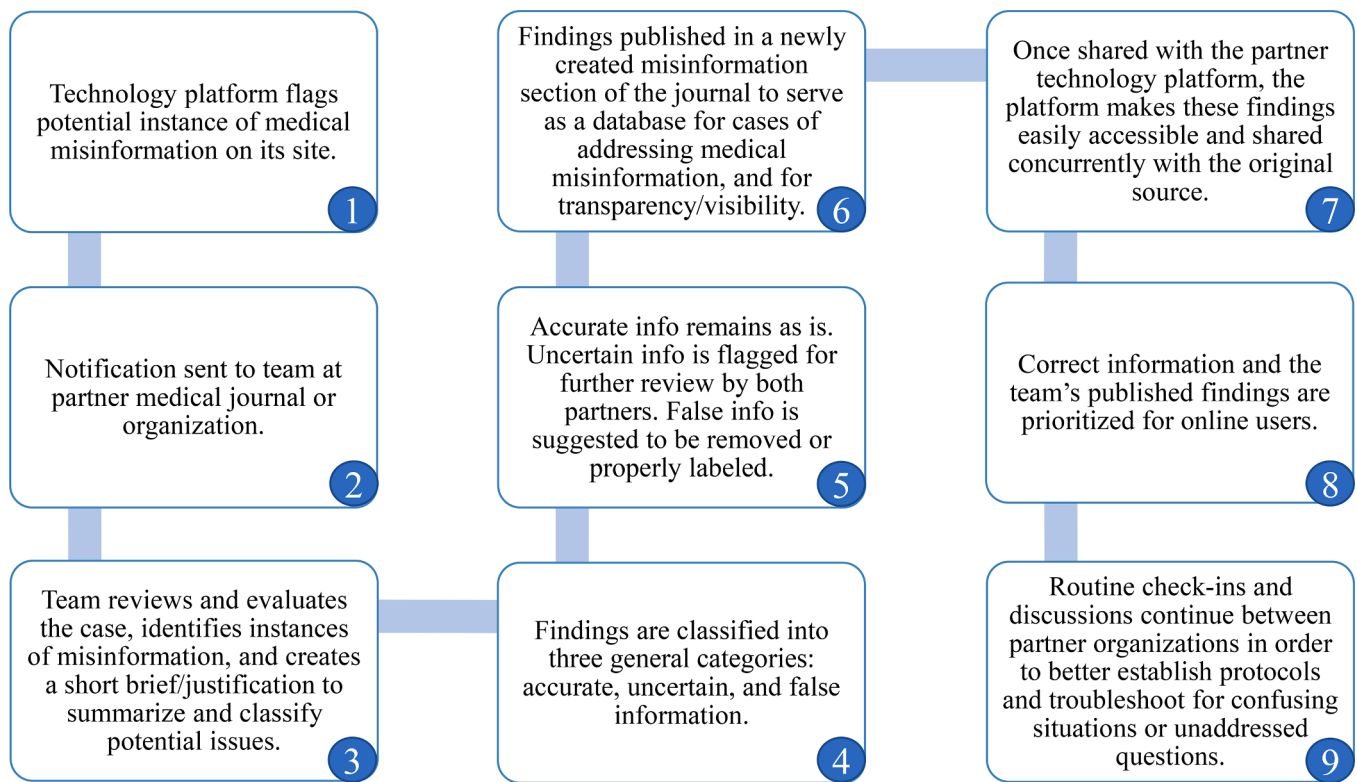 Technology platform flags
potential instance of medical
misinformation on its site.
1
Notification sent to team at
partner medical journal or
organization.
2
Team reviews and evaluates
the case, identifies instances
of misinformation, and creates
a short brief/justification to
summarize and classify
potential issues.
3
Findings are classified into
three general categories:
accurate, uncertain, and false
information.
4
Accurate info remains as is.
Uncertain info is flagged for
further review by both
partners. False info is
suggested to be removed or
properly labeled.
5
Findings published in a newly
created misinformation
section of the journal to serve
as a database for cases of
addressing medical
misinformation, and for
transparency/visibility.
6
Once shared with the partner
technology platform, the
platform makes these findings
easily accessible and shared
concurrently with the original
source.
7
Correct information and the
team’s published findings are
prioritized for online users.
8
Routine check-ins and
discussions continue between
partner organizations in order
to better establish protocols
and troubleshoot for confusing
situations or unaddressed
questions.
9